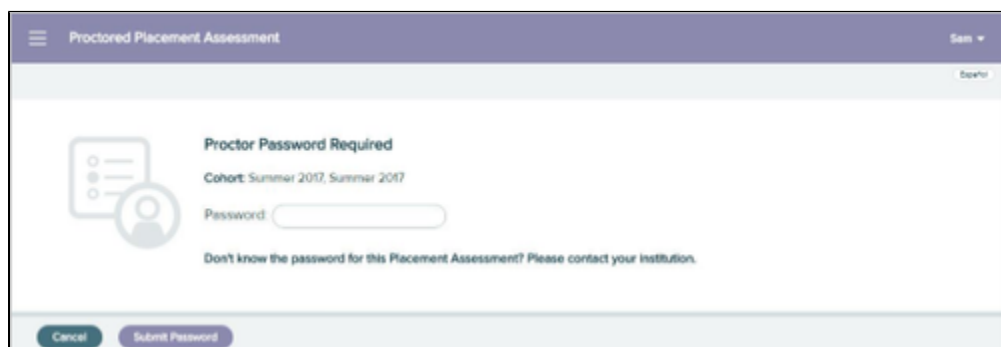 Proctored Placement Assessment
Sam
Español
Proctor Password Required
Cohort: Summer 2017, Summer 2017
Password:
Don't know the password for this Placement Assessment? Please contact your institution.
Cancel
Submit Password